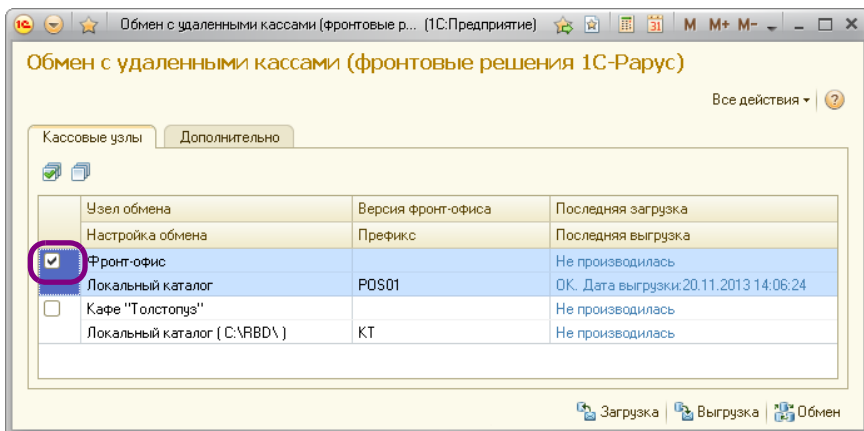 Обмен с удаленными кассами (фронтовые р... (1С:Предприятие) 31 M M+ M-
Обмен с удаленными кассами (фронтовые решения 1С-Рарус)
Все действия ?
Кассовые узлы Дополнительно
Узел обмена Версия фронт-офиса Последняя загрузка
Настройка обмена Префикс Последняя выгрузка
Фронт-офис Не производилась
Локальный каталог POS01 ОК. Дата выгрузки:20.11.2013 14:06:24
Кафе "Толстопуз" Не производилась
Локальный каталог ( C:\RBD\ ) КТ Не производилась
Загрузка Выгрузка Обмен